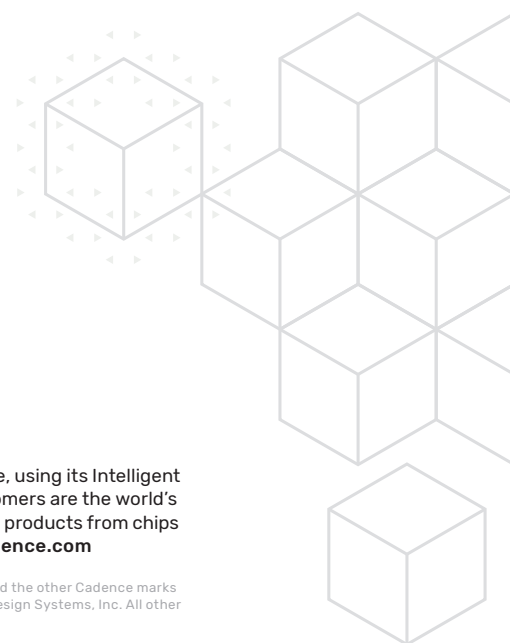 e, using its Intelligent
omers are the world’s
products from chips
ence.com
d the other Cadence marks
esign Systems, Inc. All other